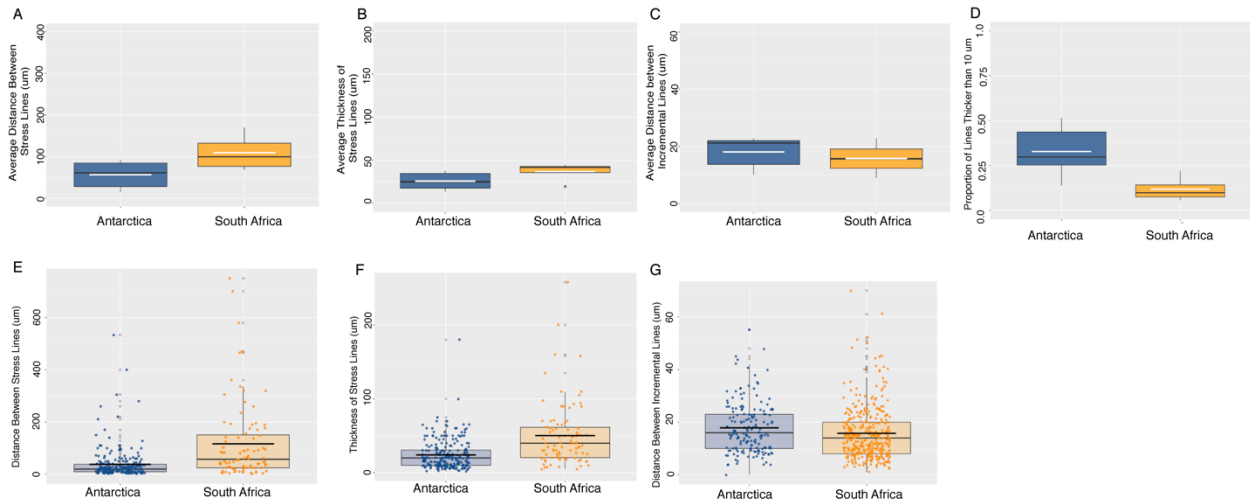 A
Average Distance Between
Stress Lines (um)
400
300
200
100
0
Antarctica
South Africa
B
Average Thickness of
Stress Lines (um)
200
150
100
50
0
Antarctica
South Africa
C
Average Distance between
Incremental Lines (um)
60
40
20
0
Antarctica
South Africa
D
Proportion of Lines Thicker than 10 um
1.0
0.75
0.50
0.25
0.0
Antarctica
South Africa
E
Distance Between Stress Lines (um)
600
400
200
0
Antarctica
South Africa
F
Thickness of Stress Lines (um)
200
100
0
Antarctica
South Africa
G
Distance Between Incremental Lines (um)
60
40
20
0
Antarctica
South Africa